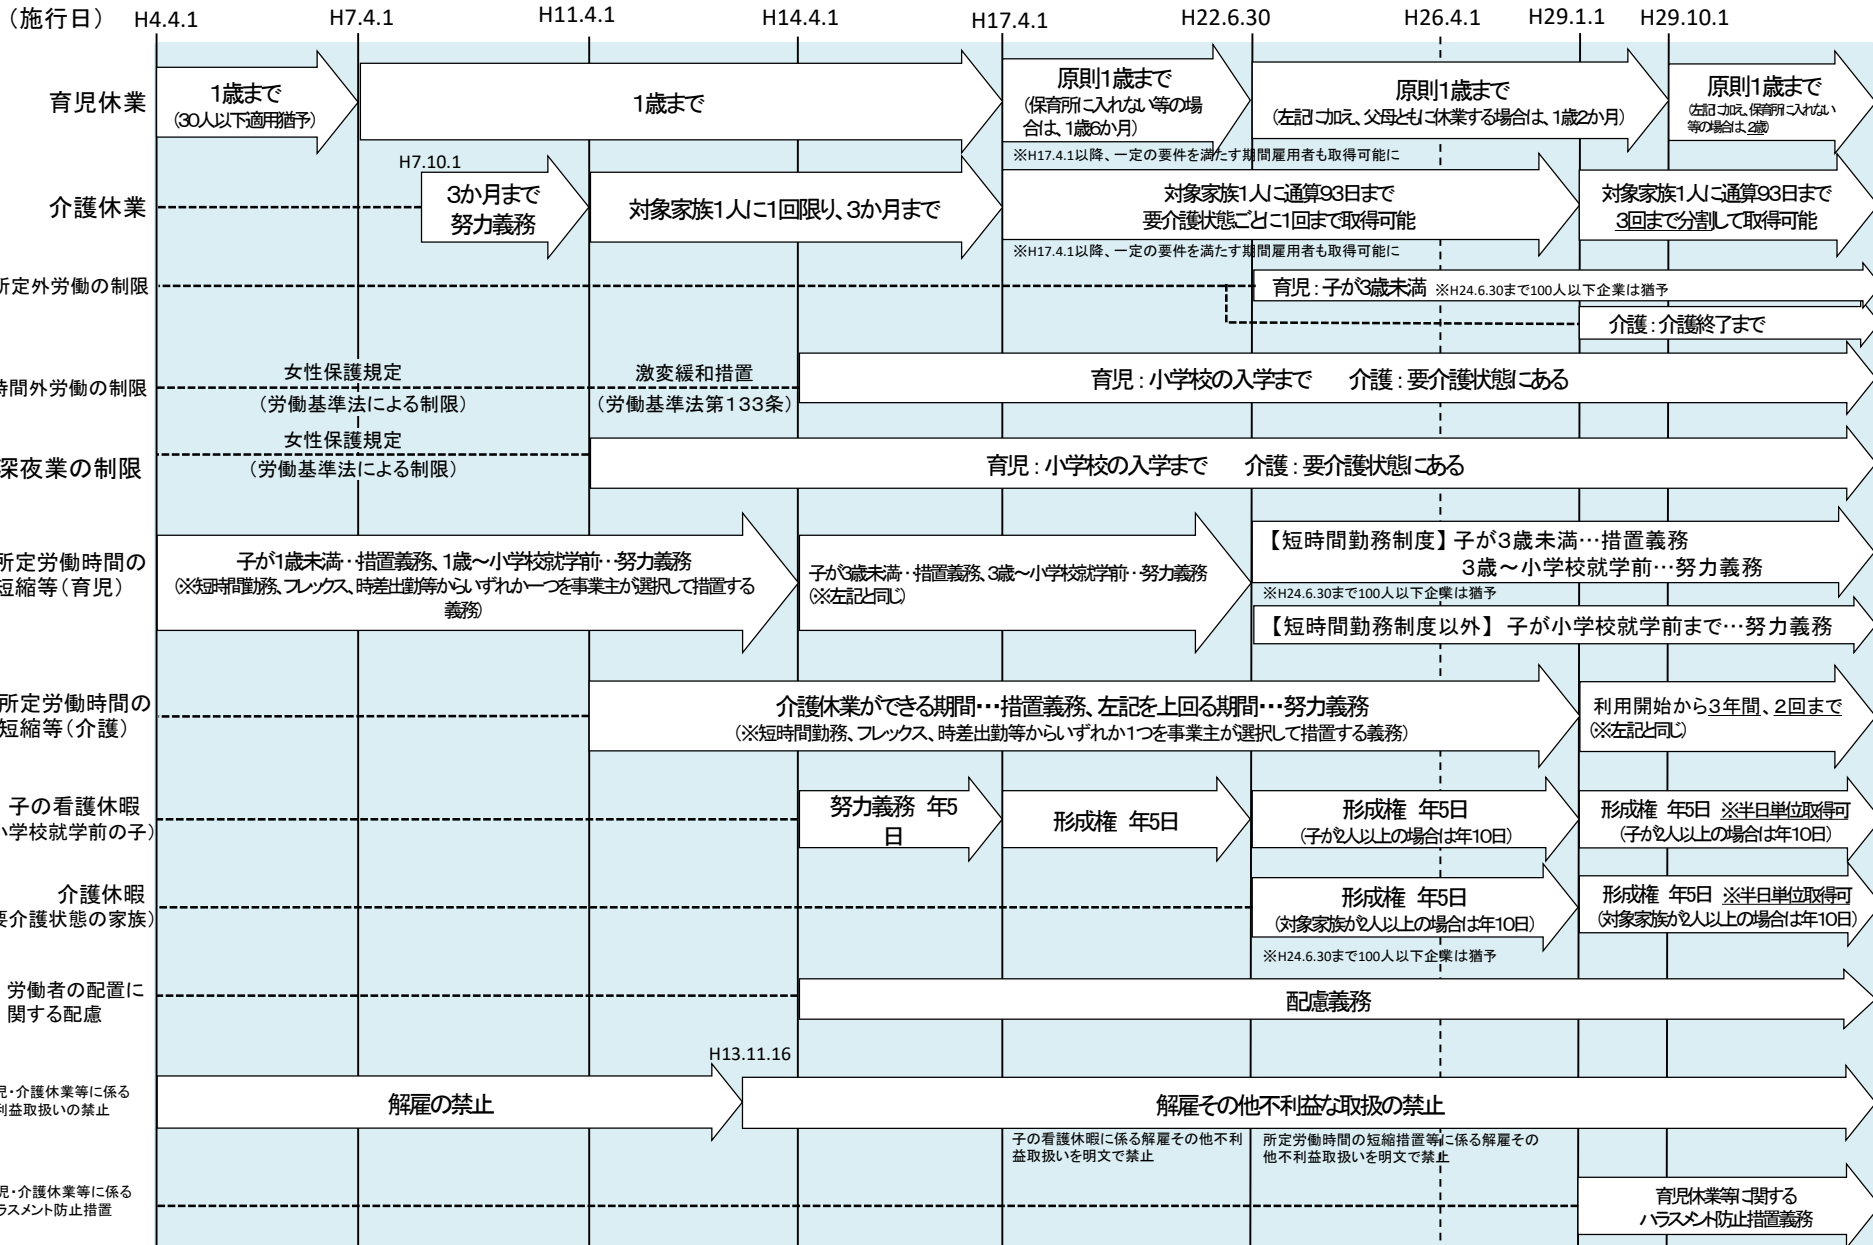 （施行日） H4.4.1 H7.4.1 H11.4.1 H14.4.1 H17.4.1 H22.6.30 H26.4.1 H29.1.1 H29.10.1
育児休業
1歳まで
（30人以下適用猶予）
1歳まで
原則1歳まで
（保育所に入れない等の場
合は、1歳6か月）
原則1歳まで
（左記に加え、父母ともに休業する場合は、1歳2か月）
原則1歳まで
（左記に加え、保育所に入れない
等の場合は、2歳）
※H17.4.1以降、一定の要件を満たす期間雇用者も取得可能に
介護休業
H7.10.1
3か月まで
努力義務
対象家族1人に1回限り、3か月まで
対象家族1人に通算93日まで
要介護状態ごとに1回まで取得可能
対象家族1人に通算93日まで
3回まで分割して取得可能
※H17.4.1以降、一定の要件を満たす期間雇用者も取得可能に
所定外労働の制限
育児：子が3歳未満 ※H24.6.30まで100人以下企業は猶予
介護：介護終了まで
時間外労働の制限
女性保護規定
（労働基準法による制限）
激変緩和措置
（労働基準法第133条）
育児：小学校の入学まで 介護：要介護状態にある
深夜業の制限
女性保護規定
（労働基準法による制限）
育児：小学校の入学まで 介護：要介護状態にある
所定労働時間の
短縮等（育児）
子が1歳未満…措置義務、1歳～小学校就学前…努力義務
（※短時間勤務、フレックス、時差出勤等からいずれか一つを事業主が選択して措置する
義務）
子が3歳未満…措置義務、3歳～小学校就学前…努力義務
（※左記と同じ）
【短時間勤務制度】子が3歳未満…措置義務
3歳～小学校就学前…努力義務
※H24.6.30まで100人以下企業は猶予
【短時間勤務制度以外】 子が小学校就学前まで…努力義務
所定労働時間の
短縮等（介護）
介護休業ができる期間…措置義務、左記を上回る期間…努力義務
（※短時間勤務、フレックス、時差出勤等からいずれか1つを事業主が選択して措置する義務）
利用開始から3年間、2回まで
（※左記と同じ）
子の看護休暇
小学校就学前の子）
努力義務 年5
日
形成権 年5日
形成権 年5日
（子が2人以上の場合は年10日）
形成権 年5日 ※半日単位取得可
（子が2人以上の場合は年10日）
介護休暇
要介護状態の家族）
形成権 年5日
（対象家族が2人以上の場合は年10日）
形成権 年5日 ※半日単位取得可
（対象家族が2人以上の場合は年10日）
※H24.6.30まで100人以下企業は猶予
労働者の配置に
関する配慮
配慮義務
児・介護休業等に係る
利益取扱いの禁止
解雇の禁止
H13.11.16
解雇その他不利益な取扱の禁止
子の看護休暇に係る解雇その他不利
益取扱いを明文で禁止
所定労働時間の短縮措置等に係る解雇その
他不利益取扱いを明文で禁止
児・介護休業等に係る
ラスメント防止措置
育児休業等に関する
ハラスメント防止措置義務